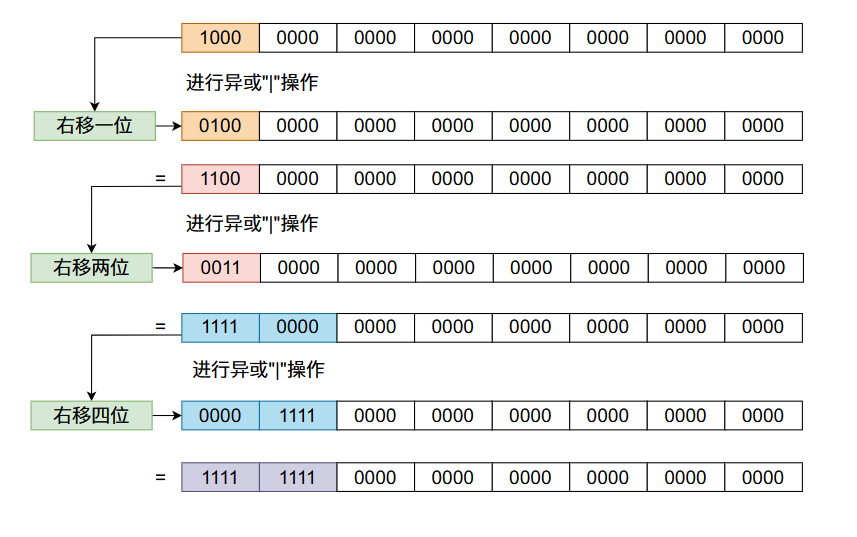 1000 0000 0000 0000 0000 0000 0000 0000
进行异或"|"操作
右移一位 0100 0000 0000 0000 0000 0000 0000 0000
= 1100 0000 0000 0000 0000 0000 0000 0000
进行异或"|"操作
右移两位 0011 0000 0000 0000 0000 0000 0000 0000
= 1111 0000 0000 0000 0000 0000 0000 0000
进行异或"|"操作
右移四位 0000 1111 0000 0000 0000 0000 0000 0000
= 1111 1111 0000 0000 0000 0000 0000 0000